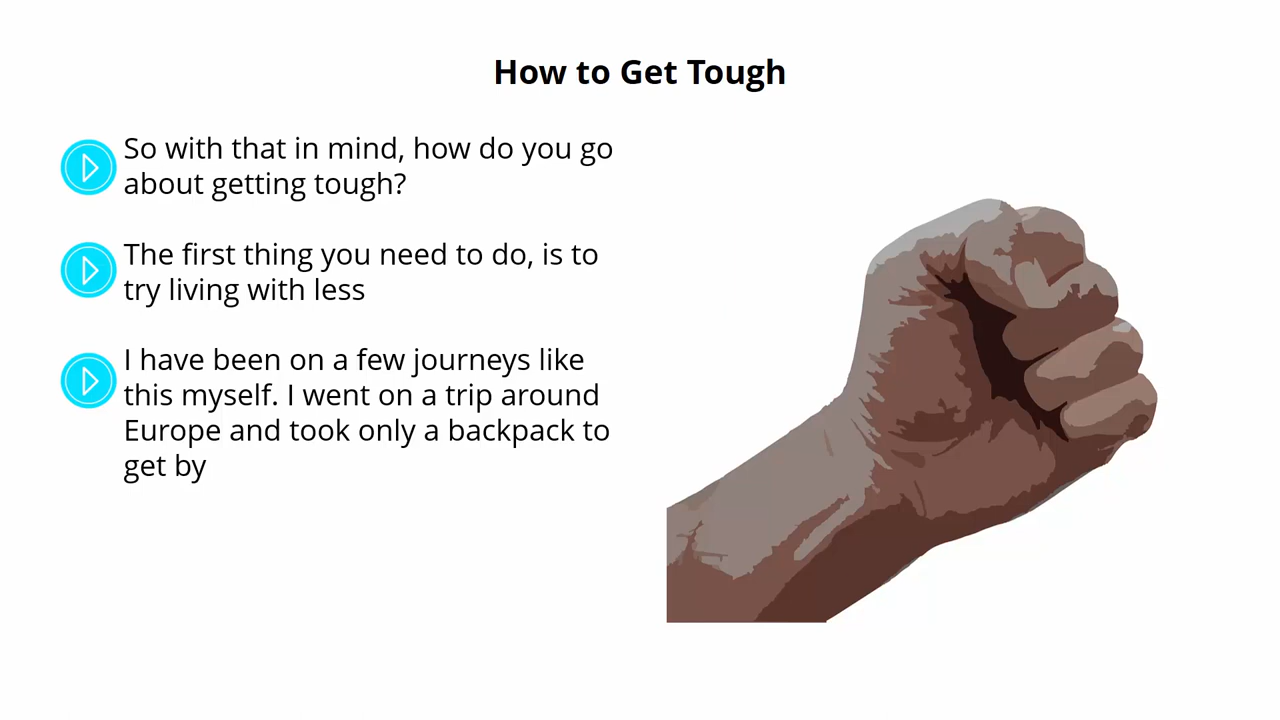 How to Get Tough
So with that in mind, how do you go
about getting tough?
The first thing you need to do, is to
try living with less
I have been on a few journeys like
this myself. I went on a trip around
Europe and took only a backpack to
get by